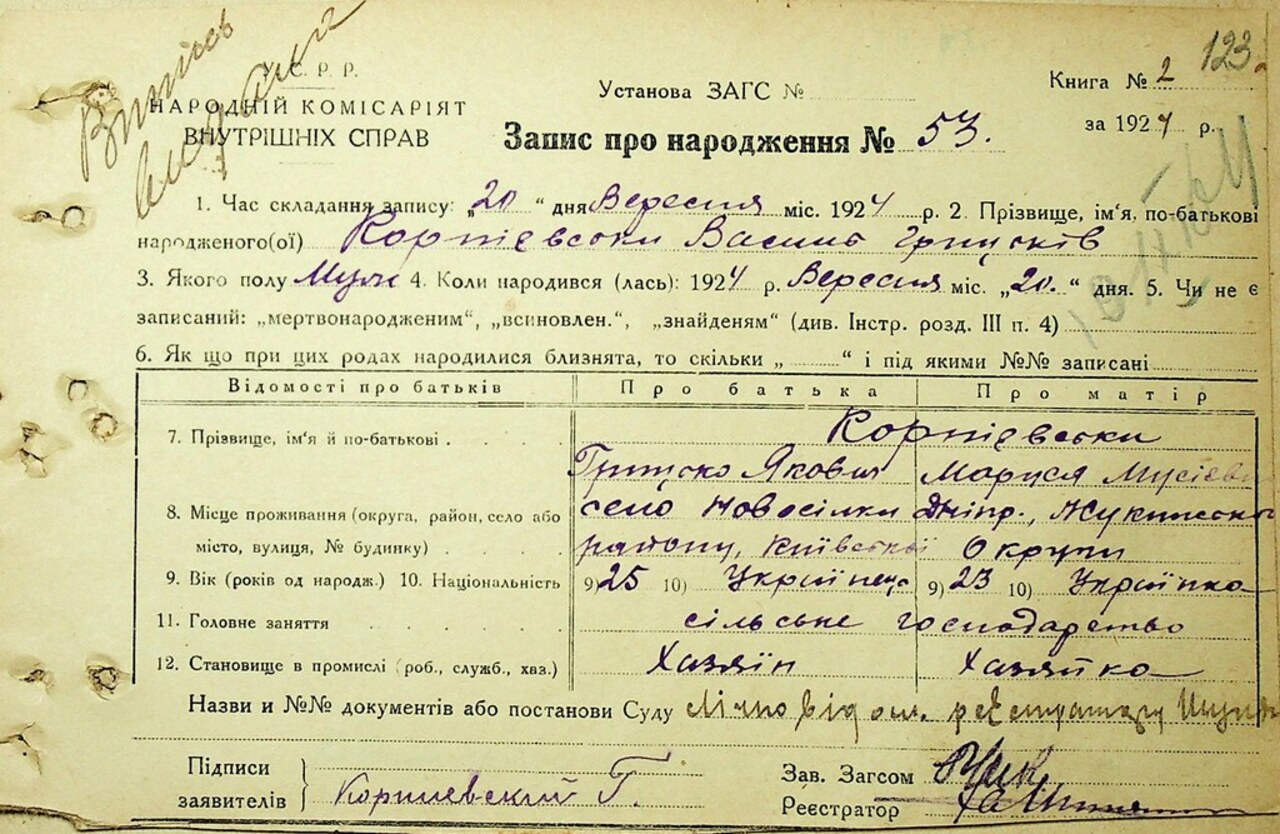 123
У.С.Р.Р.
НАРОДНІЙ КОМІСАРІЯТ
ВНУТРІШНІХ СПРАВ
Установа ЗАГС №
Книга № 2
за 1924 р.
Запис про народження № 53.
1. Час складання запису: „20“ дня Вересня міс. 1924 р. 2. Прізвище, ім'я, по-батькові
народженого(ої) Корпієвськи Василь Грицьків
3. Якого полу Муж 4. Коли народився (лась): 1924 р. Вересня міс. „20.“ дня. 5. Чи не є
записаний: „мертвонародженим“, „всиновлен.“, „знайденям“ (див. Інстр. розд. III п. 4)
6. Як що при цих родах народилися близнята, то скільки „ “ і під якими №№ записані
Відомості про батьків Про батька Про матір
7. Прізвище, ім'я й по-батькові Корпієвськи
Грицько Якович Маруся Мусієвн
8. Місце проживання (округа, район, село або село Новосілки Дніпр.,
місто, вулиця, № будинку) району, Київської Округи
9. Вік (років од народж.) 10. Національність 9) 25 10) Українець 9) 23 10) Українка
11. Головне заняття сільське господарство
12. Становище в промислі (роб., служб., хвз.) Хазяїн Хазяйка
Назви и №№ документів або постанови Суду
Підписи
заявителів Корпиевский Г.
Зав. Загсом
Реєстратор